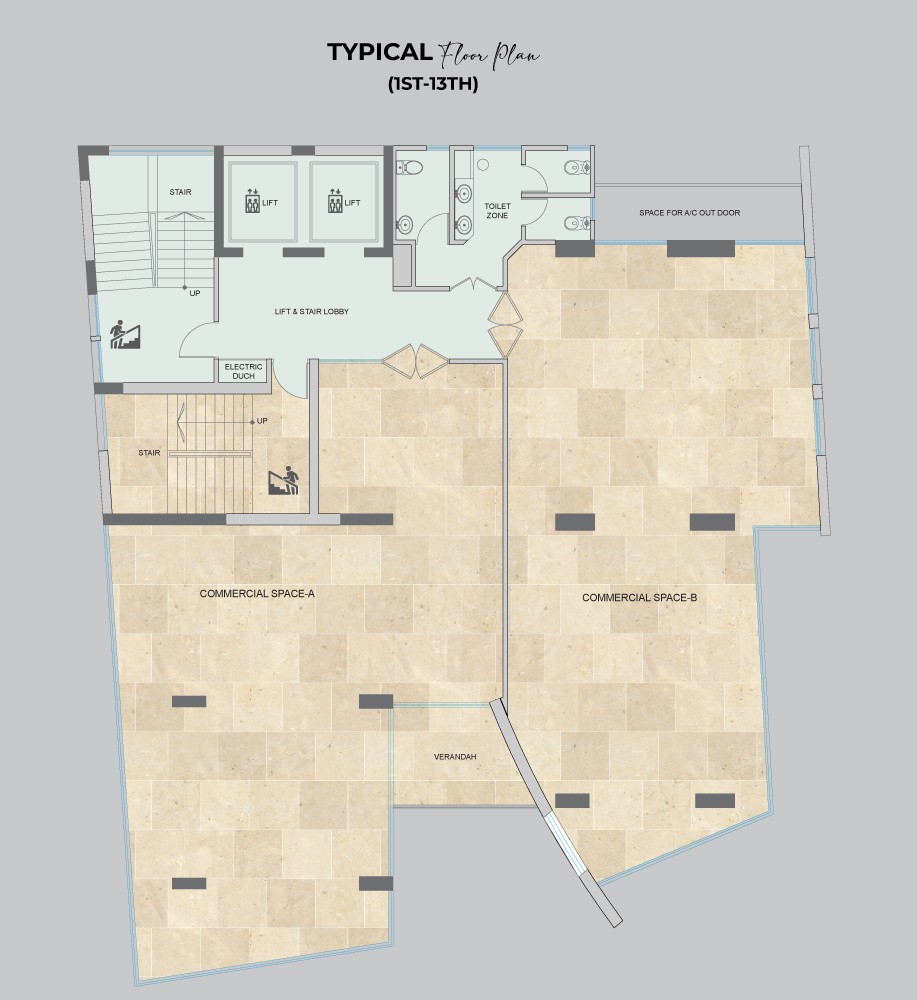 TYPICAL Floor Plan
(1ST-13TH)
STAIR
LIFT
LIFT
TOILET
ZONE
SPACE FOR A/C OUT DOOR
UP
LIFT & STAIR LOBBY
ELECTRIC
DUCH
UP
STAIR
COMMERCIAL SPACE-A
COMMERCIAL SPACE-B
VERANDAH